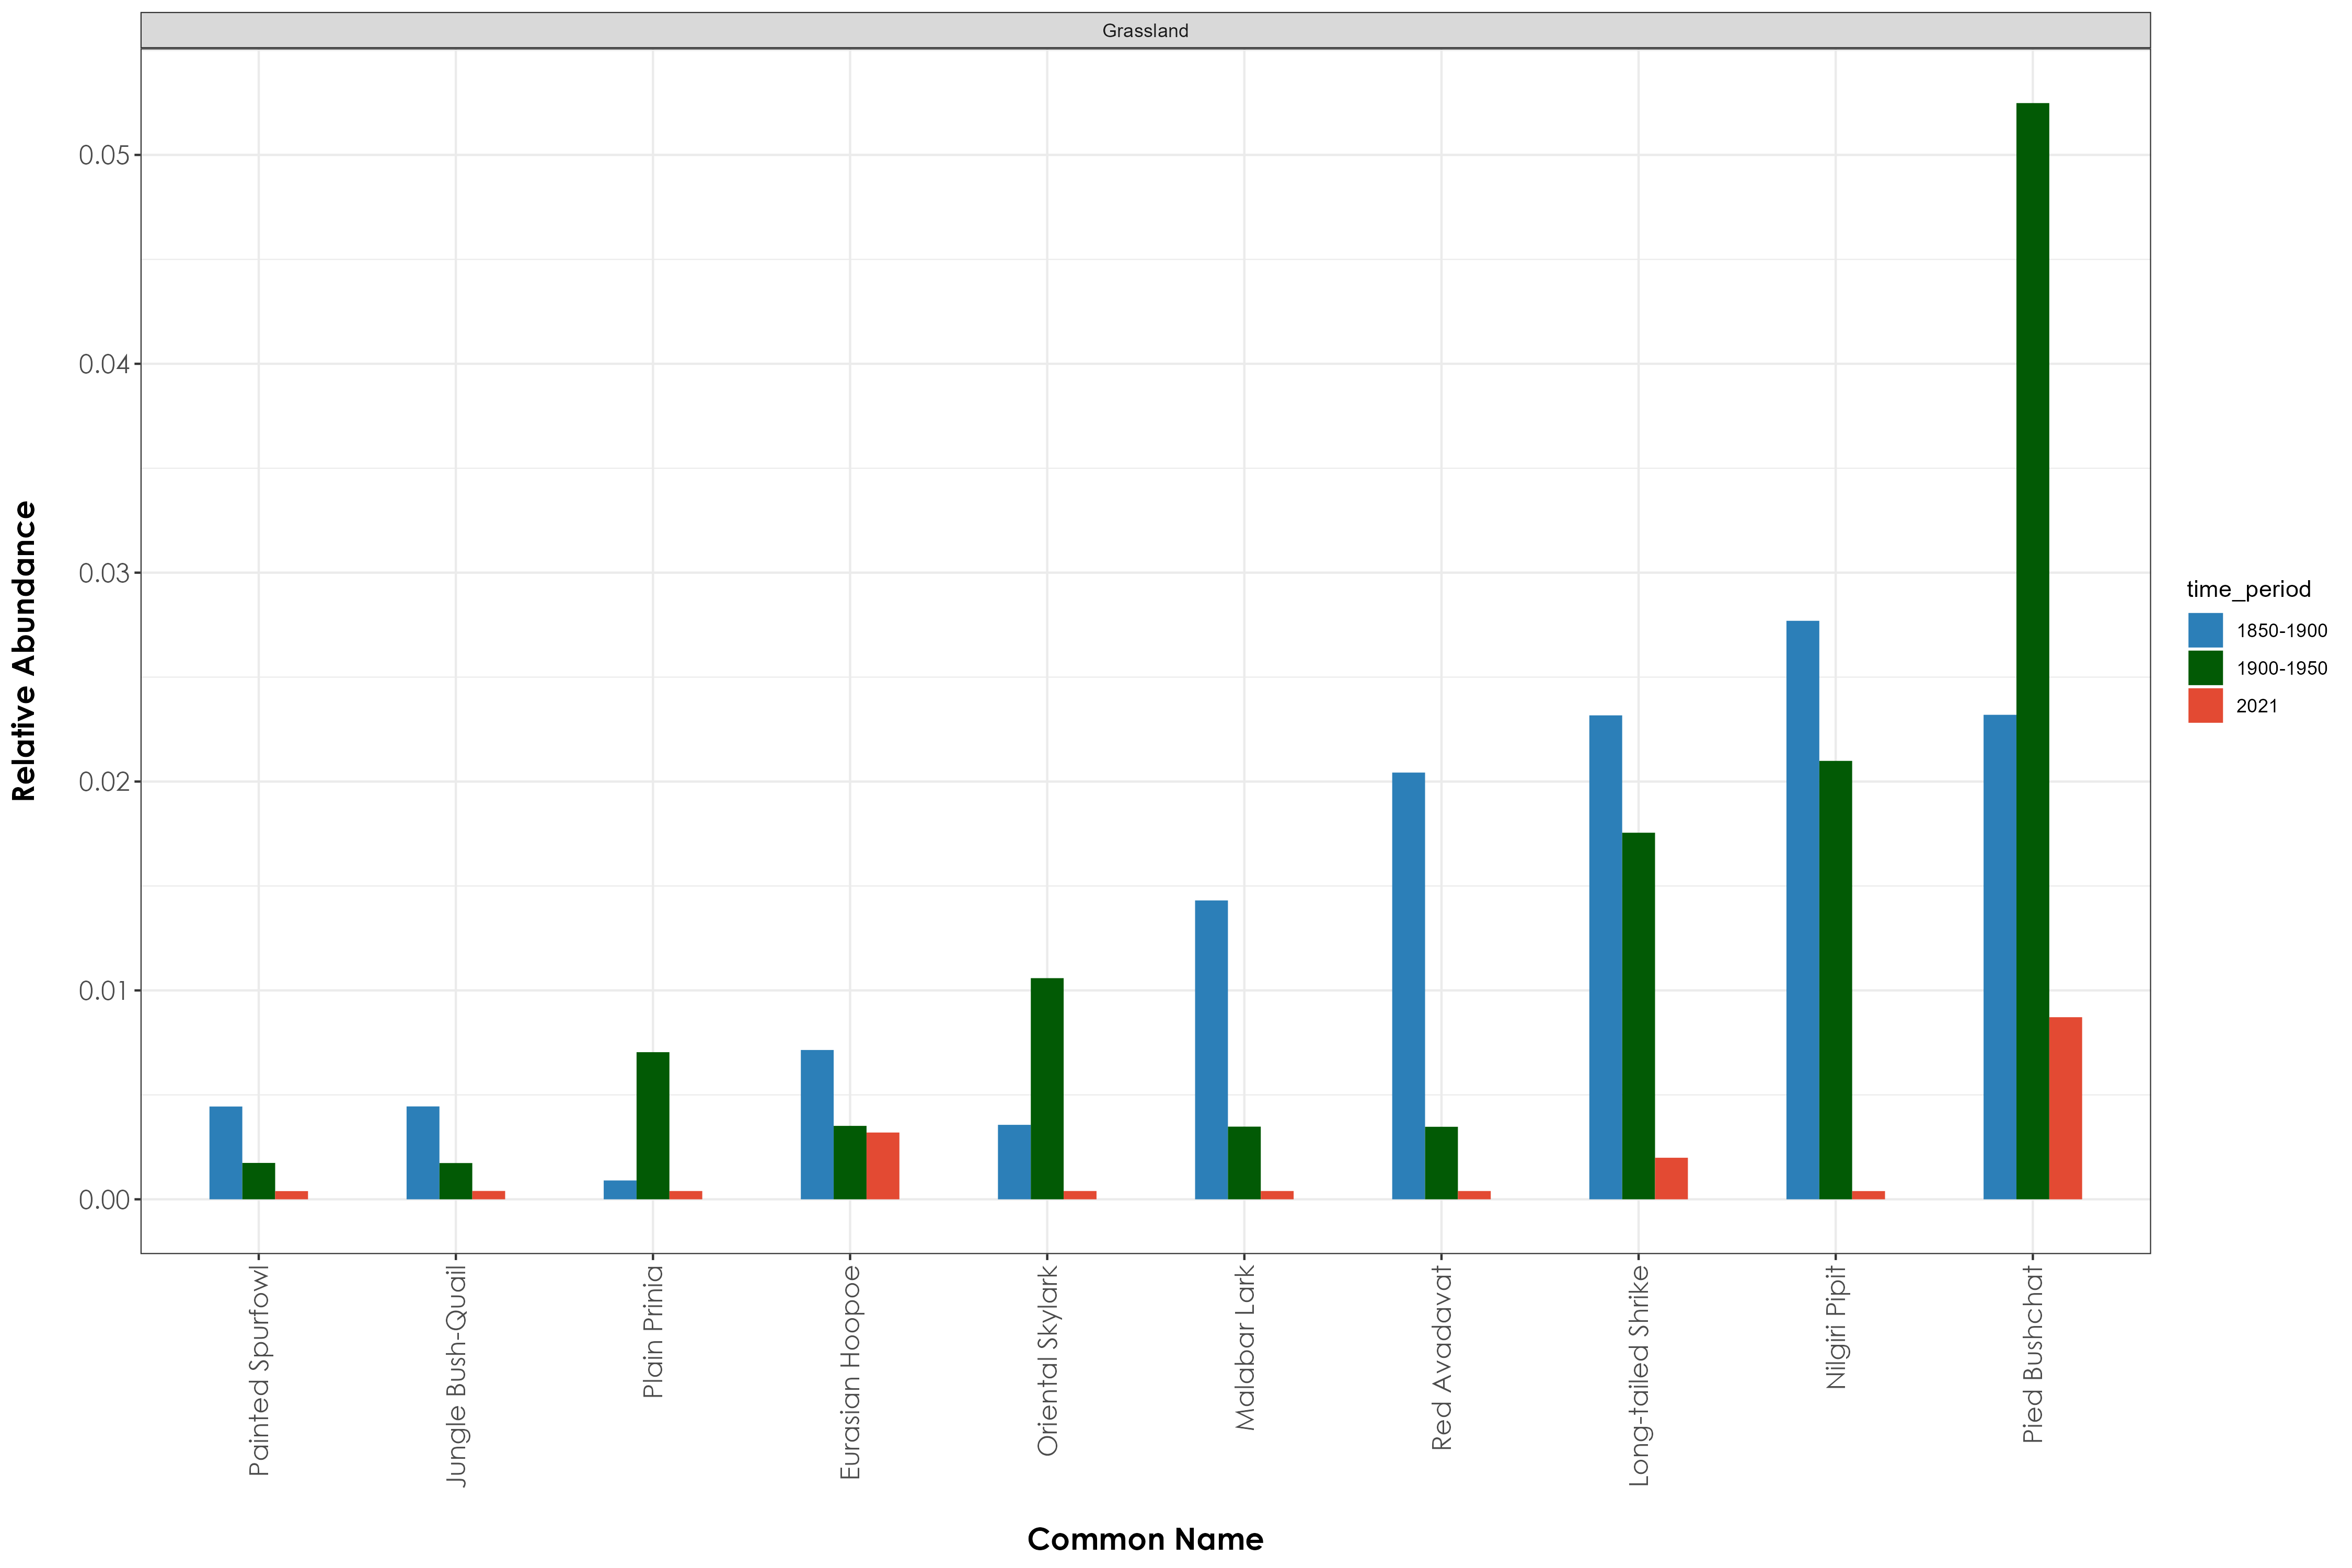 Grassland
Relative Abundance
0.05
0.04
0.03
0.02
0.01
0.00
Painted Spurfowl
Jungle Bush-Quail
Plain Prinia
Eurasian Hoopoe
Oriental Skylark
Malabar Lark
Red Avadavat
Long-tailed Shrike
Nilgiri Pipit
Pied Bushchat
Common Name
time_period
1850-1900
1900-1950
2021